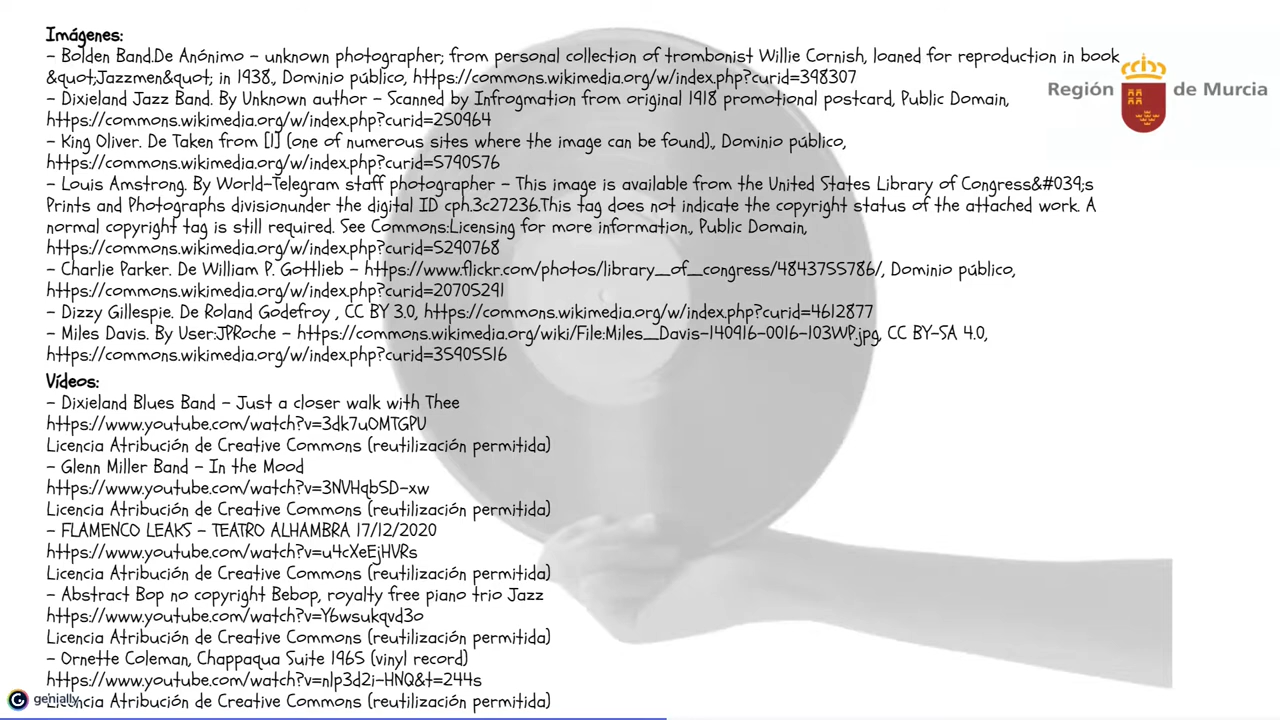 Imágenes:
- Bolden Band.De Anónimo - unknown photographer; from personal collection of trombonist Willie Cornish, loaned for reproduction in book
&quot;Jazzmen&quot; in 1938., Dominio público, https://commons.wikimedia.org/w/index.php?curid=398307
- Dixieland Jazz Band. By Unknown author - Scanned by Infrogmation from original 1918 promotional postcard, Public Domain,
https://commons.wikimedia.org/w/index.php?curid=250964
- King Oliver. De Taken from [1] (one of numerous sites where the image can be found)., Dominio público,
https://commons.wikimedia.org/w/index.php?curid=5790576
- Louis Amstrong. By World-Telegram staff photographer - This image is available from the United States Library of Congress&#039;s
Prints and Photographs divisionunder the digital ID cph.3c27236.This tag does not indicate the copyright status of the attached work. A
normal copyright tag is still required. See Commons:Licensing for more information., Public Domain,
https://commons.wikimedia.org/w/index.php?curid=5290768
- Charlie Parker. De William P. Gottlieb - https://www.flickr.com/photos/library_of_congress/4843755786/, Dominio público,
https://commons.wikimedia.org/w/index.php?curid=20705291
- Dizzy Gillespie. De Roland Godefroy , CC BY 3.0, https://commons.wikimedia.org/w/index.php?curid=4612877
- Miles Davis. By User:JPRoche - https://commons.wikimedia.org/wiki/File:Miles_Davis-140916-0016-103WP.jpg, CC BY-SA 4.0,
https://commons.wikimedia.org/w/index.php?curid=35905516
Región de Murcia
Vídeos:
- Dixieland Blues Band - Just a closer walk with Thee
https://www.youtube.com/watch?v=3dk7uOMTGPU
Licencia Atribución de Creative Commons (reutilización permitida)
- Glenn Miller Band - In the Mood
https://www.youtube.com/watch?v=3NVHqbSD-xw
Licencia Atribución de Creative Commons (reutilización permitida)
- FLAMENCO LEAKS - TEATRO ALHAMBRA 17/12/2020
https://www.youtube.com/watch?v=u4cXeEjHVRs
Licencia Atribución de Creative Commons (reutilización permitida)
- Abstract Bop no copyright Bebop, royalty free piano trio Jazz
https://www.youtube.com/watch?v=Y6wsukqvd3o
Licencia Atribución de Creative Commons (reutilización permitida)
- Ornette Coleman, Chappaqua Suite 1965 (vinyl record)
https://www.youtube.com/watch?v=nlp3d2i-HNQ&t=244s
Licencia Atribución de Creative Commons (reutilización permitida)
genially